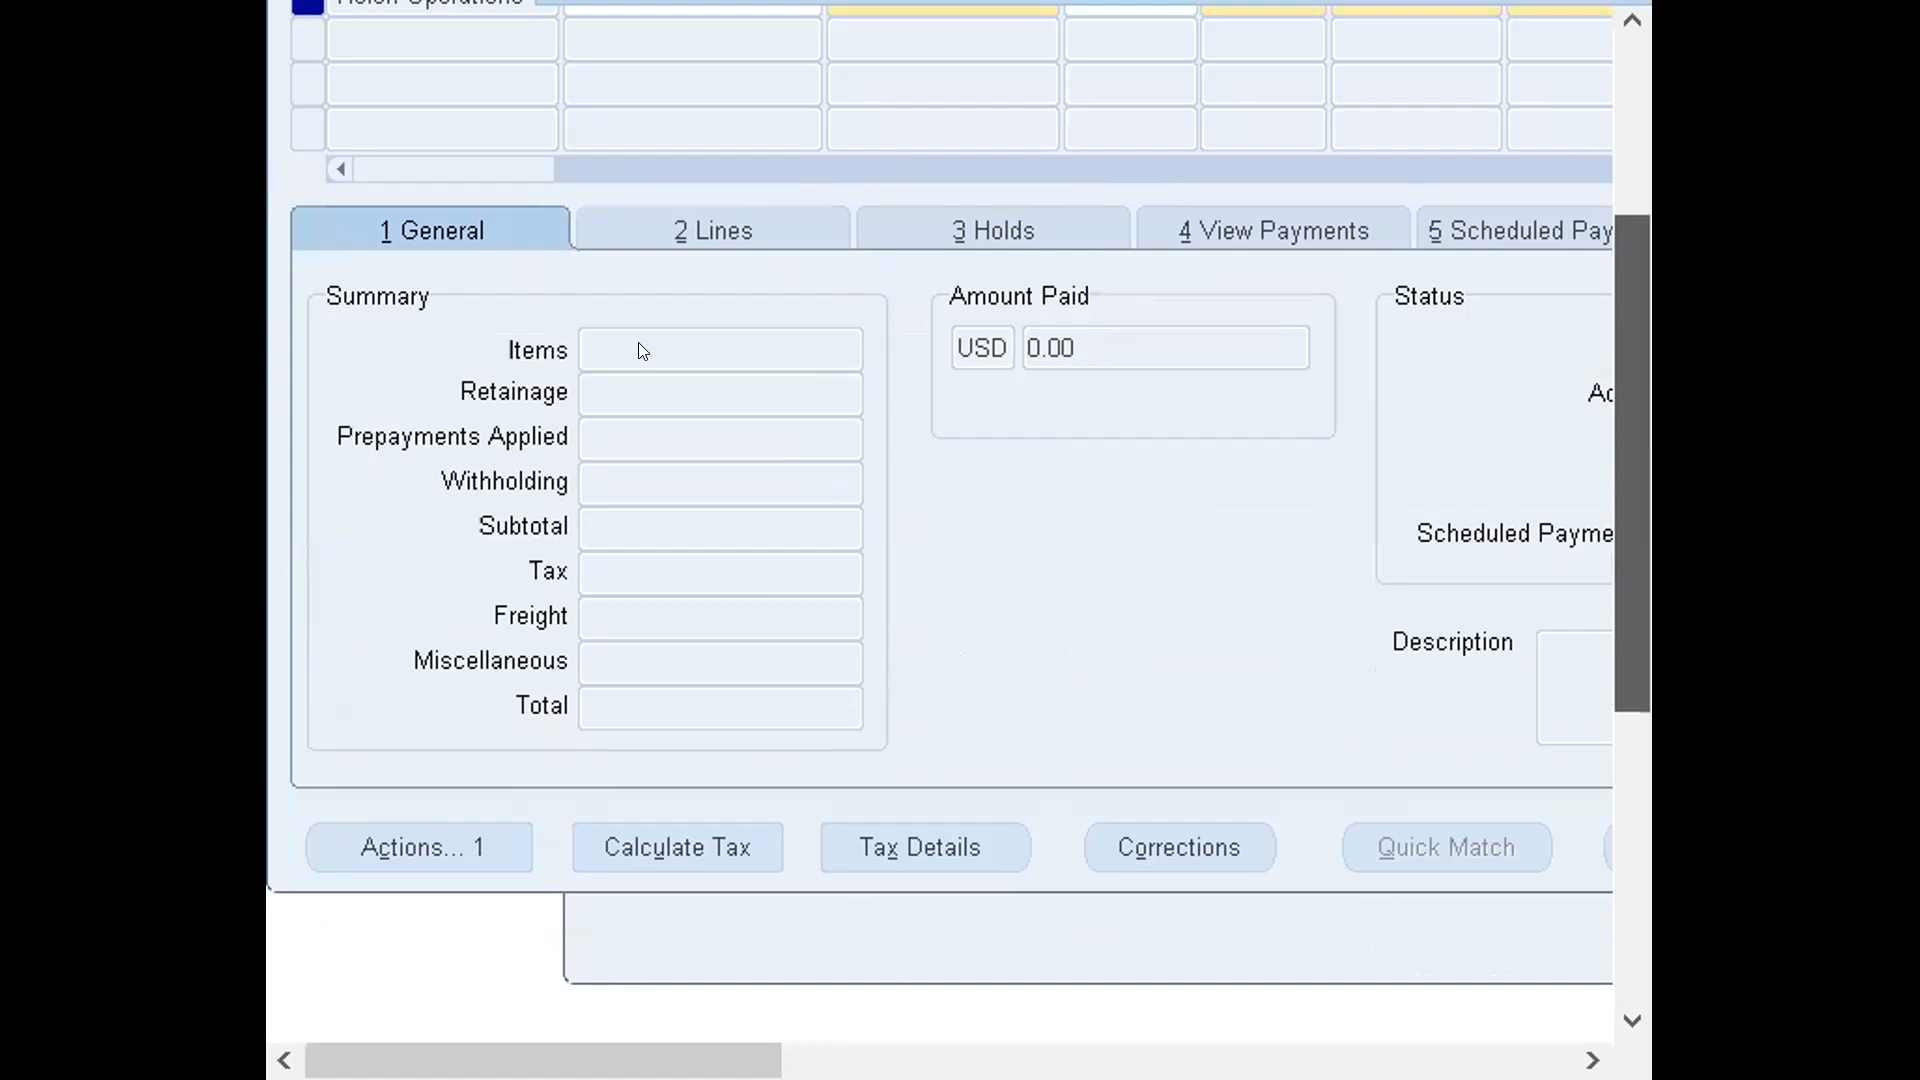 1 General
2 Lines
3 Holds
4 View Payments
5 Scheduled Pay
Summary
Items
Retainage
Prepayments Applied
Withholding
Subtotal
Tax
Freight
Miscellaneous
Total
Amount Paid
USD 0.00
Status
Ac
Scheduled Payme
Description
Actions... 1
Calculate Tax
Tax Details
Corrections
Quick Match